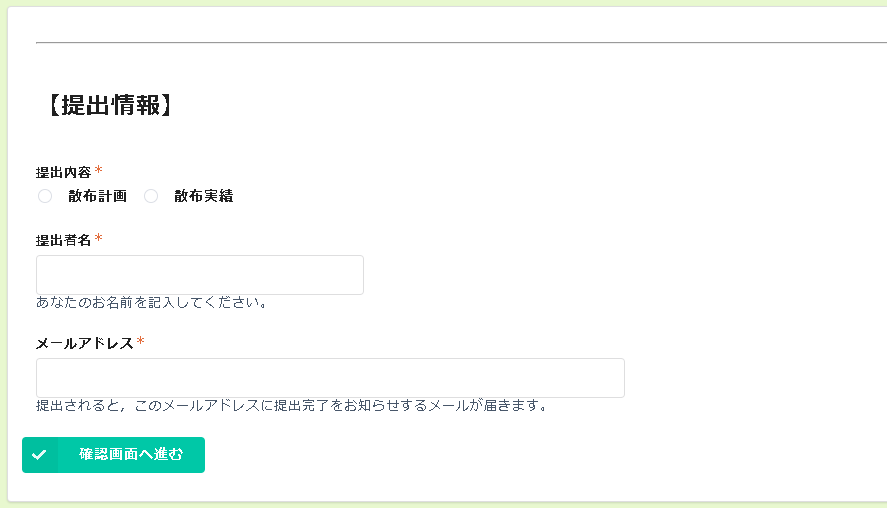 【提出情報】
提出内容*
散布計画 散布実績
提出者名*
あなたのお名前を記入してください。
メールアドレス*
提出されると，このメールアドレスに提出完了をお知らせするメールが届きます。
確認画面へ進む